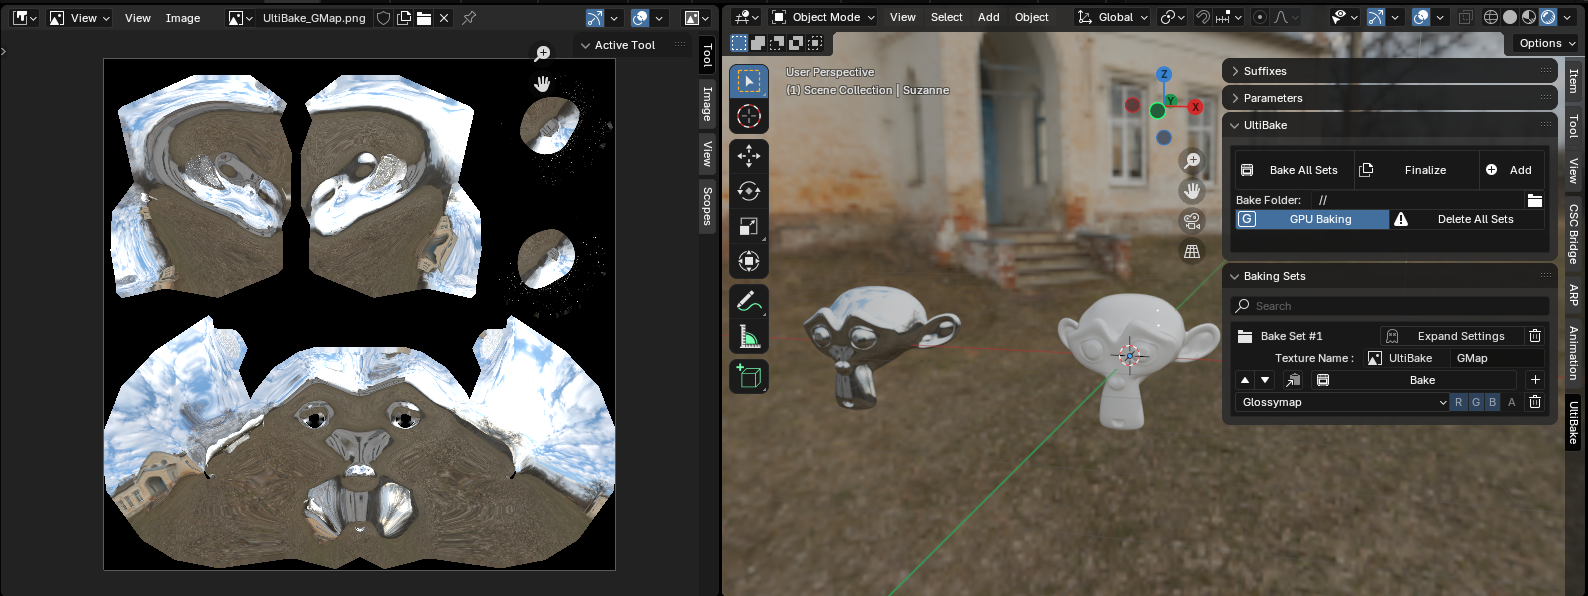 View
View
Image
UltiBake_GMap.png
Active Tool
Tool
Image
View
Scopes
Object Mode
View
Select
Add
Object
Global
Options
User Perspective
(1) Scene Collection | Suzanne
Z
Y
X
Suffixes
Parameters
UltiBake
Bake All Sets
Finalize
Add
Bake Folder:
//
G
GPU Baking
Delete All Sets
Baking Sets
Search
Bake Set #1
Expand Settings
Texture Name :
UltiBake
GMap
Bake
Glossymap
R G B A
Item
Tool
View
CSC Bridge
ARP
Animation
UltiBake